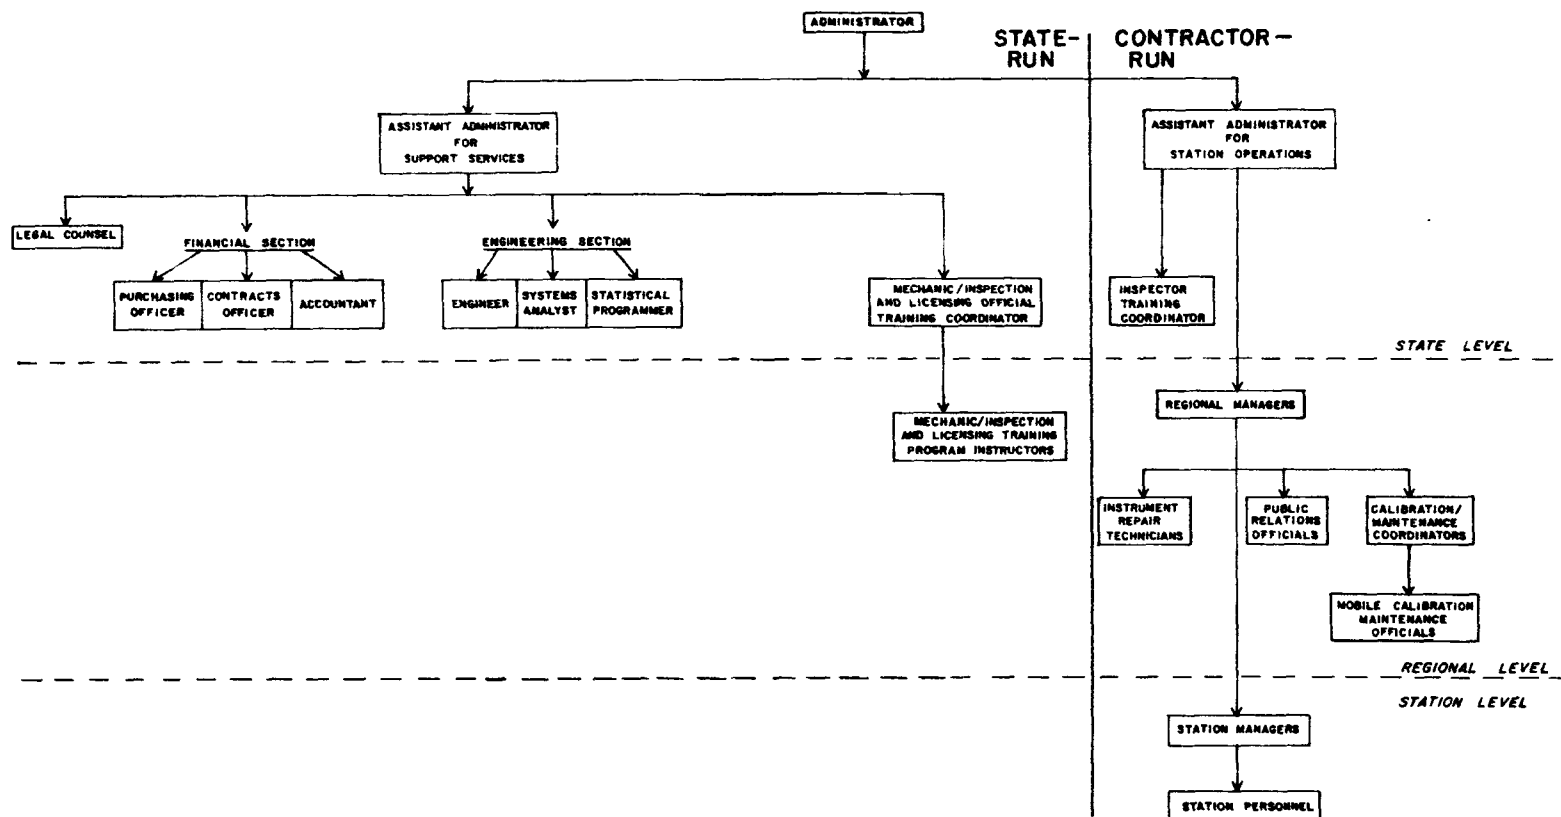 ADMINISTRATOR
STATE-
RUN
CONTRACTOR-
RUN
ASSISTANT ADMINISTRATOR
FOR
SUPPORT SERVICES
ASSISTANT ADMINISTRATOR
FOR
STATION OPERATIONS
LEGAL COUNSEL
FINANCIAL SECTION
ENGINEERING SECTION
PURCHASING
OFFICER
CONTRACTS
OFFICER
ACCOUNTANT
ENGINEER
SYSTEMS
ANALYST
STATISTICAL
PROGRAMMER
MECHANIC/INSPECTION
AND LICENSING OFFICIAL
TRAINING COORDINATOR
INSPECTOR
TRAINING
COORDINATOR
STATE LEVEL
MECHANIC/INSPECTION
AND LICENSING TRAINING
PROGRAM INSTRUCTORS
REGIONAL MANAGERS
INSTRUMENT
REPAIR
TECHNICIANS
PUBLIC
RELATIONS
OFFICIALS
CALIBRATION/
MAINTENANCE
COORDINATORS
MOBILE CALIBRATION
MAINTENANCE
OFFICIALS
REGIONAL LEVEL
STATION LEVEL
STATION MANAGERS
STATION PERSONNEL